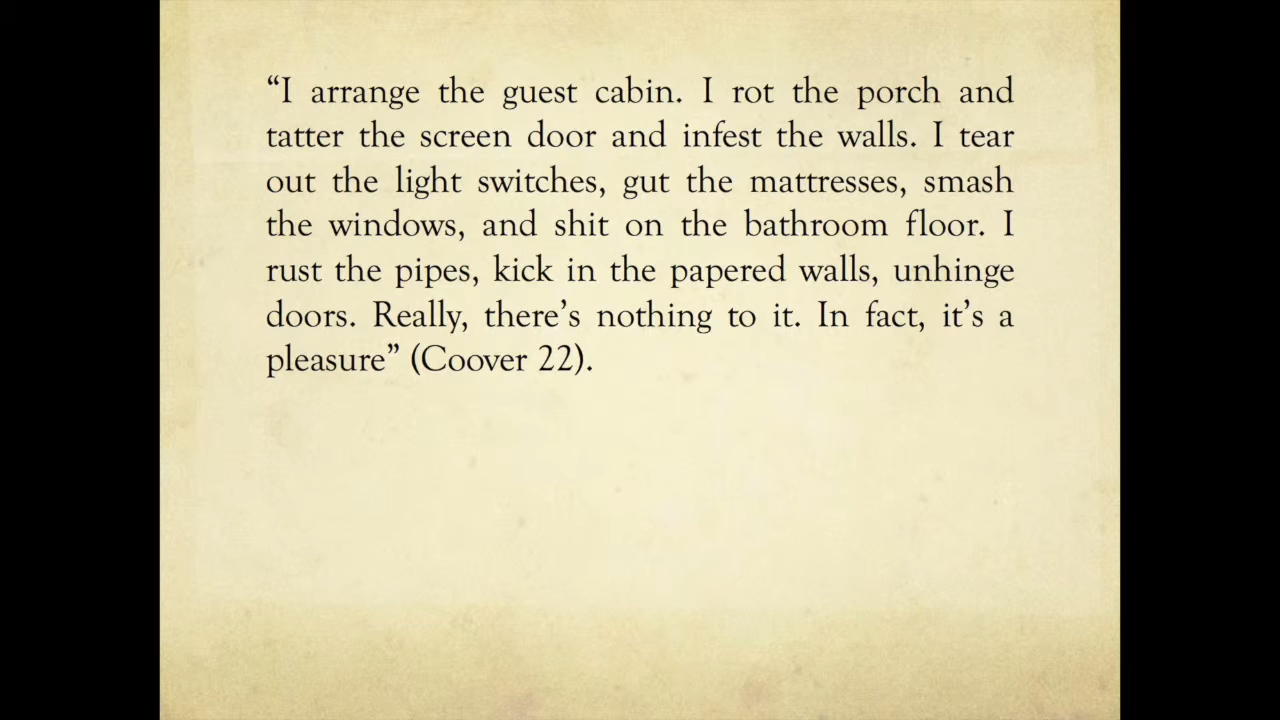 “I arrange the guest cabin. I rot the porch and
tatter the screen door and infest the walls. I tear
out the light switches, gut the mattresses, smash
the windows, and shit on the bathroom floor. I
rust the pipes, kick in the papered walls, unhinge
doors. Really, there’s nothing to it. In fact, it’s a
pleasure” (Coover 22).